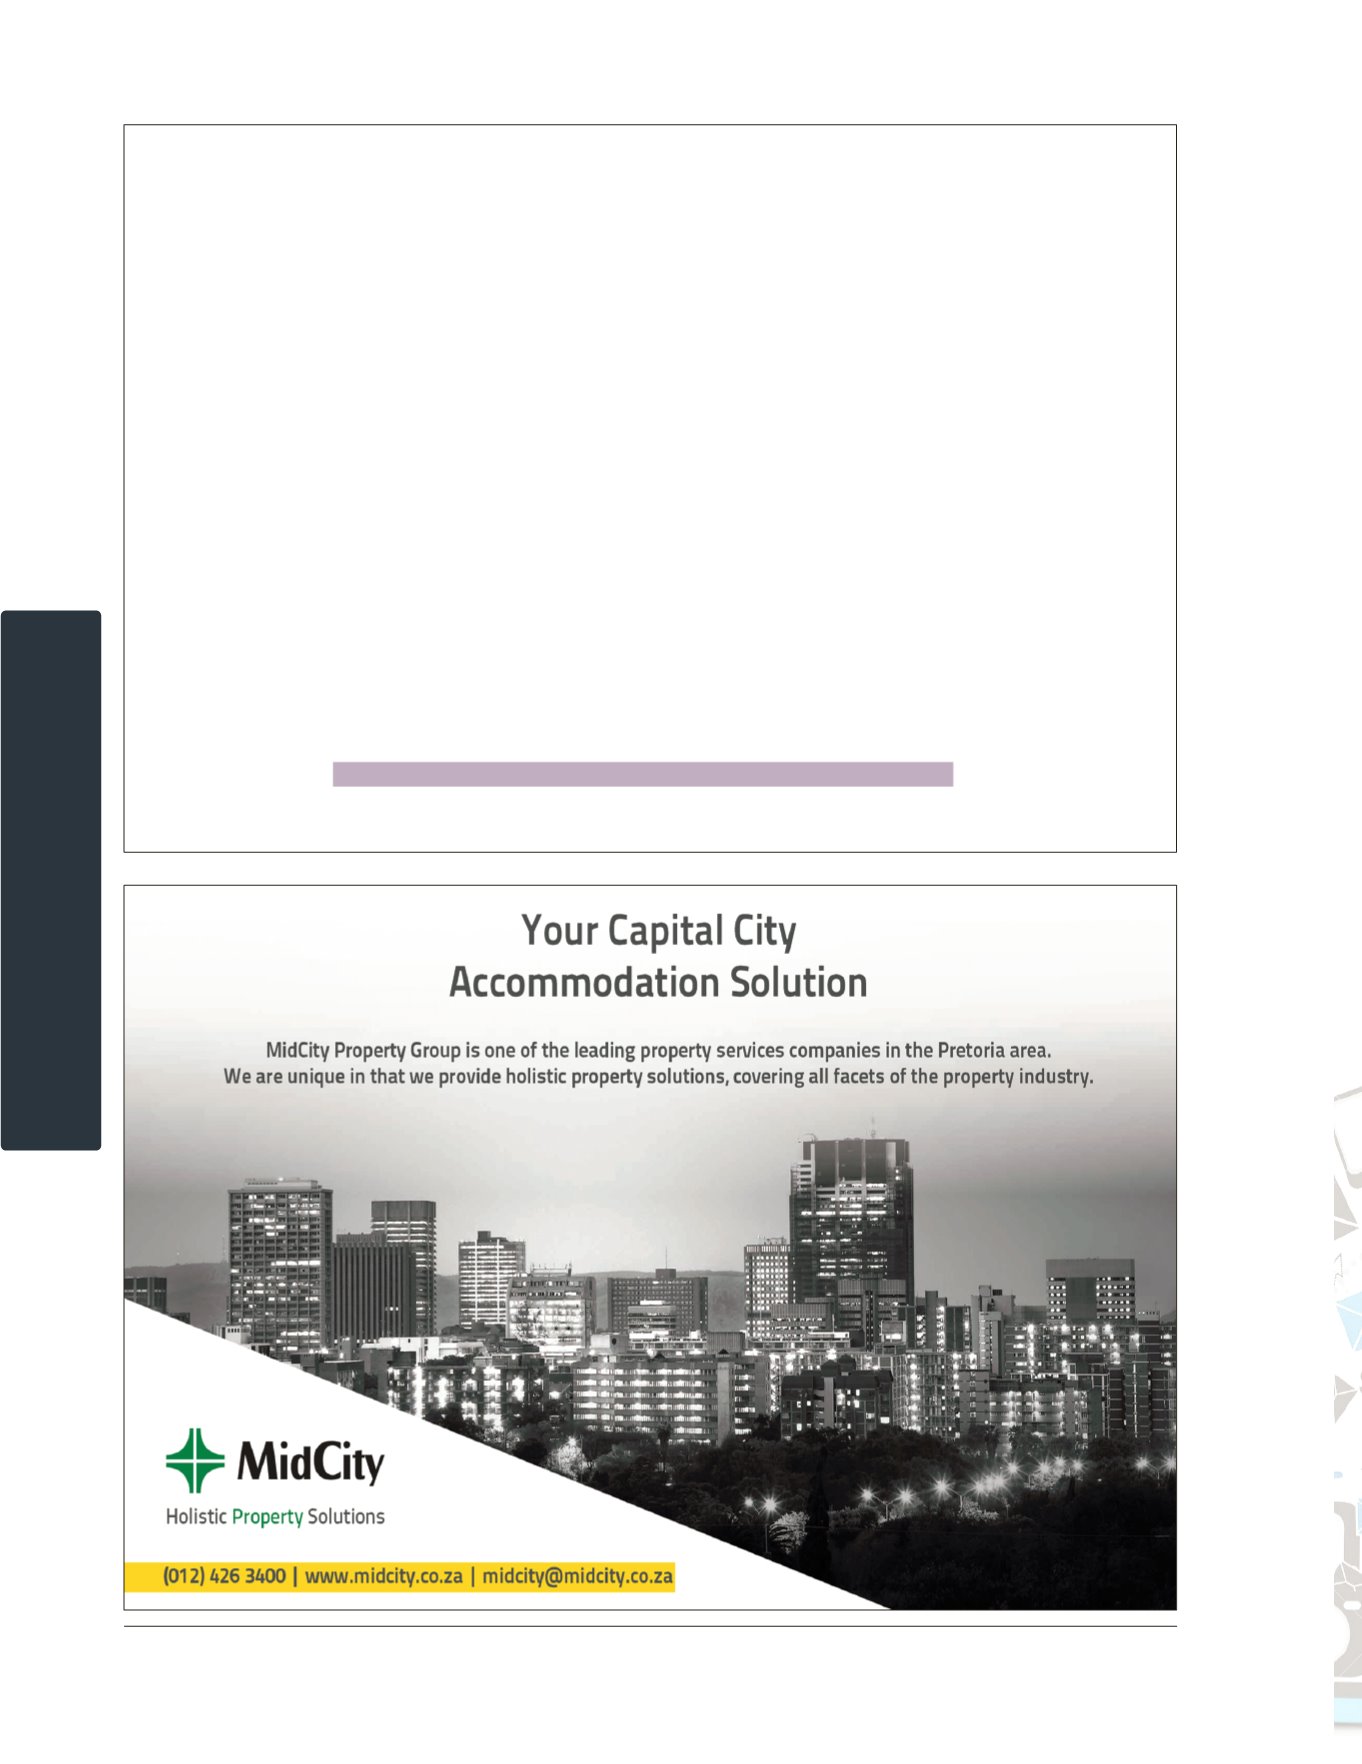 Your Capital City
Accommodation Solution
MidCity Property Group is one of the leading property services companies in the Pretoria area.
We are unique in that we provide holistic property solutions, covering all facets of the property industry.
MidCity
Holistic Property Solutions
(012) 426 3400 | www.midcity.co.za | midcity@midcity.co.za